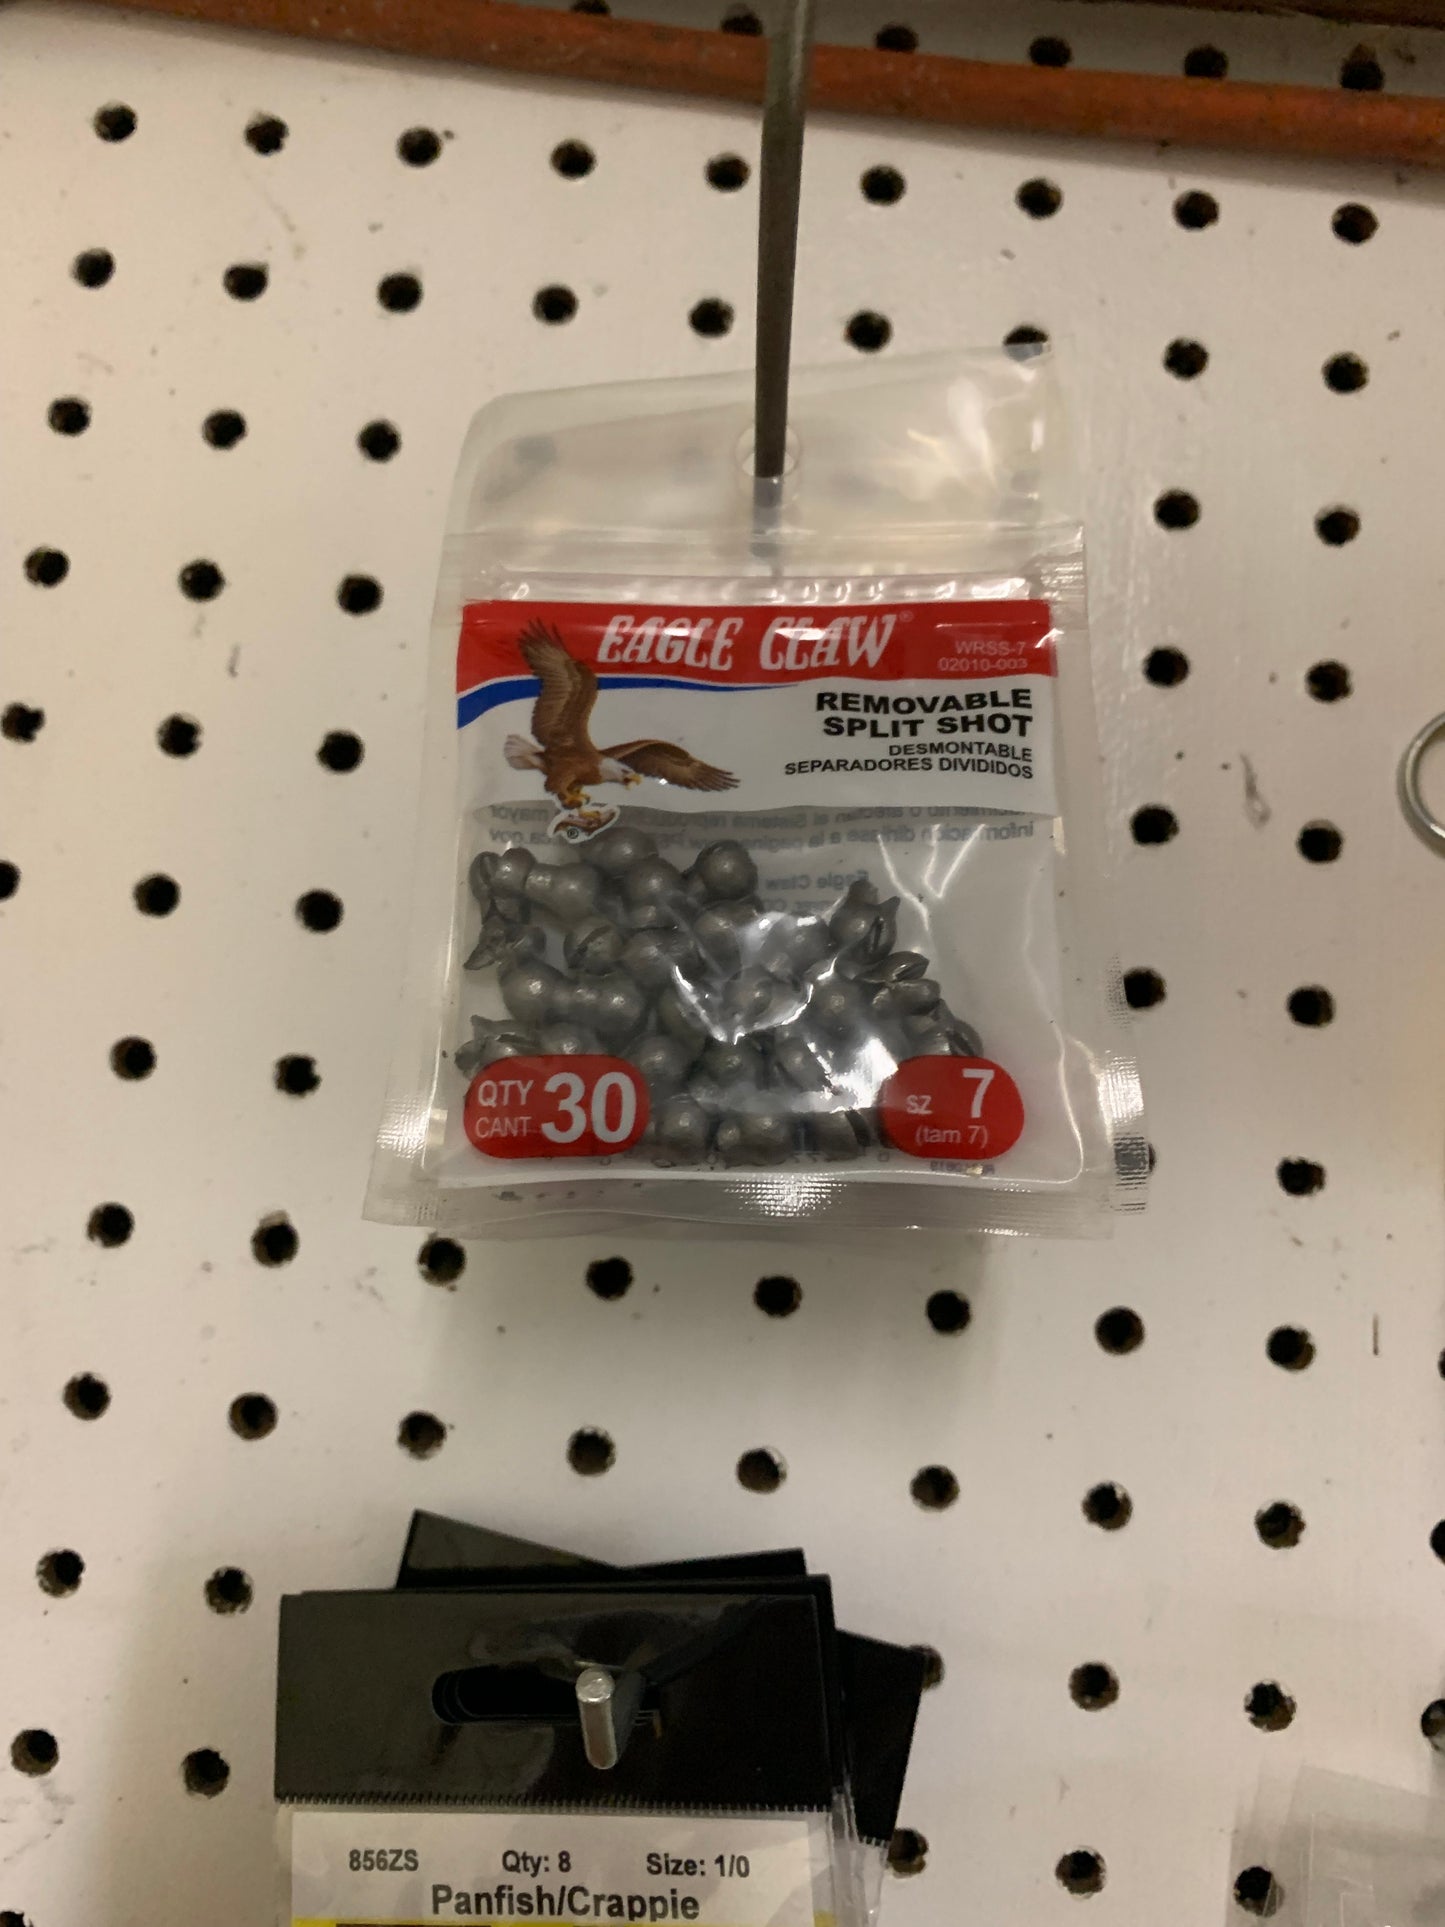 EAGLE CLAW®
WRSS-7
02010-003
REMOVABLE
SPLIT SHOT
DESMONTABLE
SEPARADORES DIVIDIDOS
®
QTY 30
CANT
SZ 7
(tam 7)
856ZS Qty: 8 Size: 1/0
Panfish/Crappie